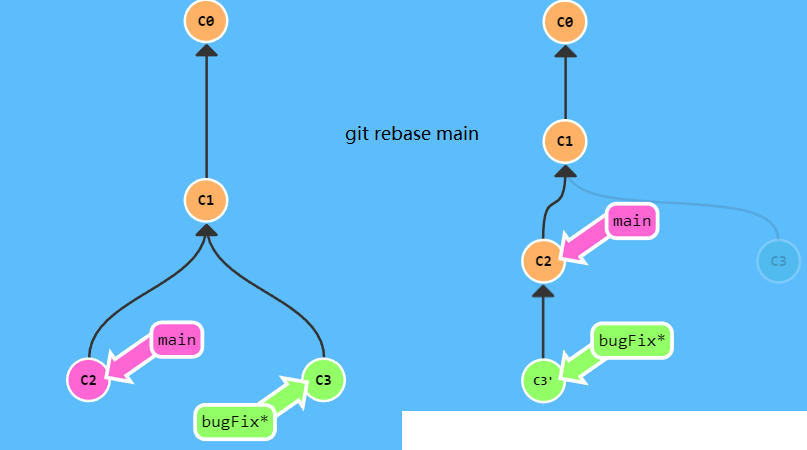 C0
C1
main
C2
C3
bugFix*
git rebase main
C0
C1
main
C2
C3
bugFix*
C3'